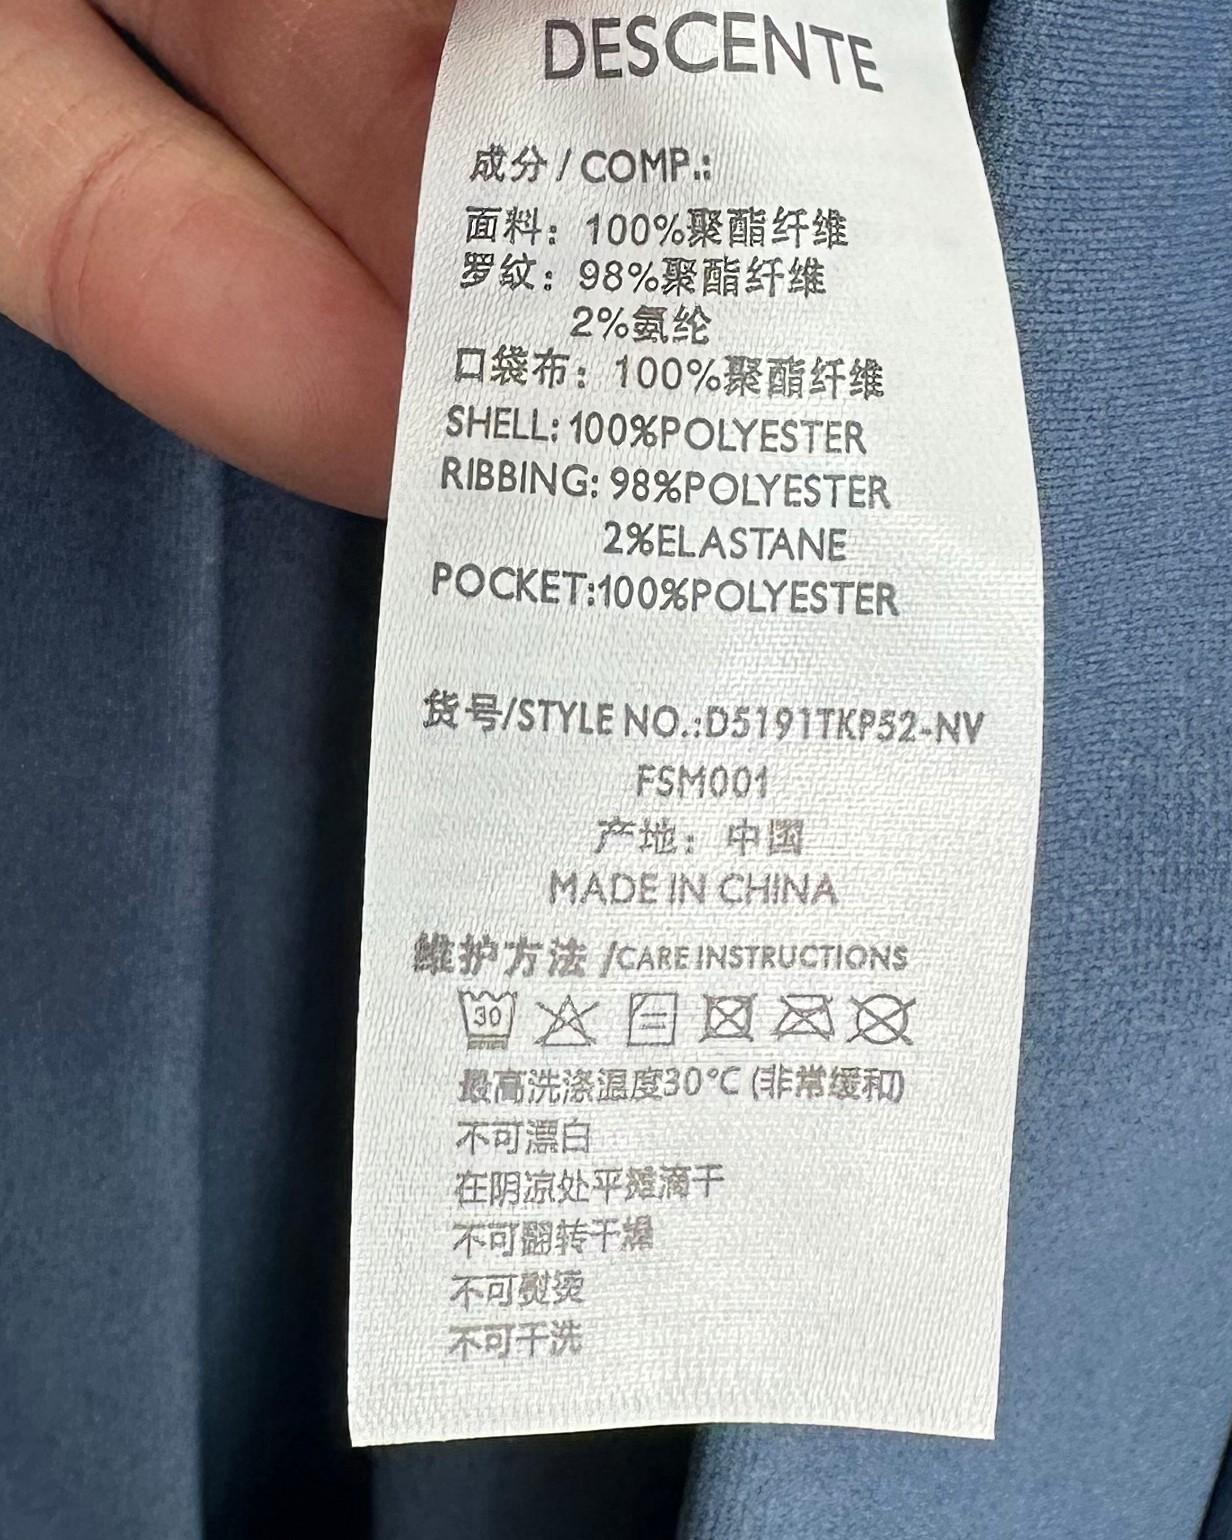 DESCENTE
成分 / COMP.:
面料：100%聚酯纤维
罗纹：98%聚酯纤维
2%氨纶
口袋布：100%聚酯纤维
SHELL: 100%POLYESTER
RIBBING: 98%POLYESTER
2%ELASTANE
POCKET:100%POLYESTER
货号/STYLE NO.:D5191TKP52-NV
FSM001
产地：中国
MADE IN CHINA
维护方法 /CARE INSTRUCTIONS
30
最高洗涤温度30°C (非常缓和)
不可漂白
在阴凉处平摊滴干
不可翻转干燥
不可熨烫
不可干洗